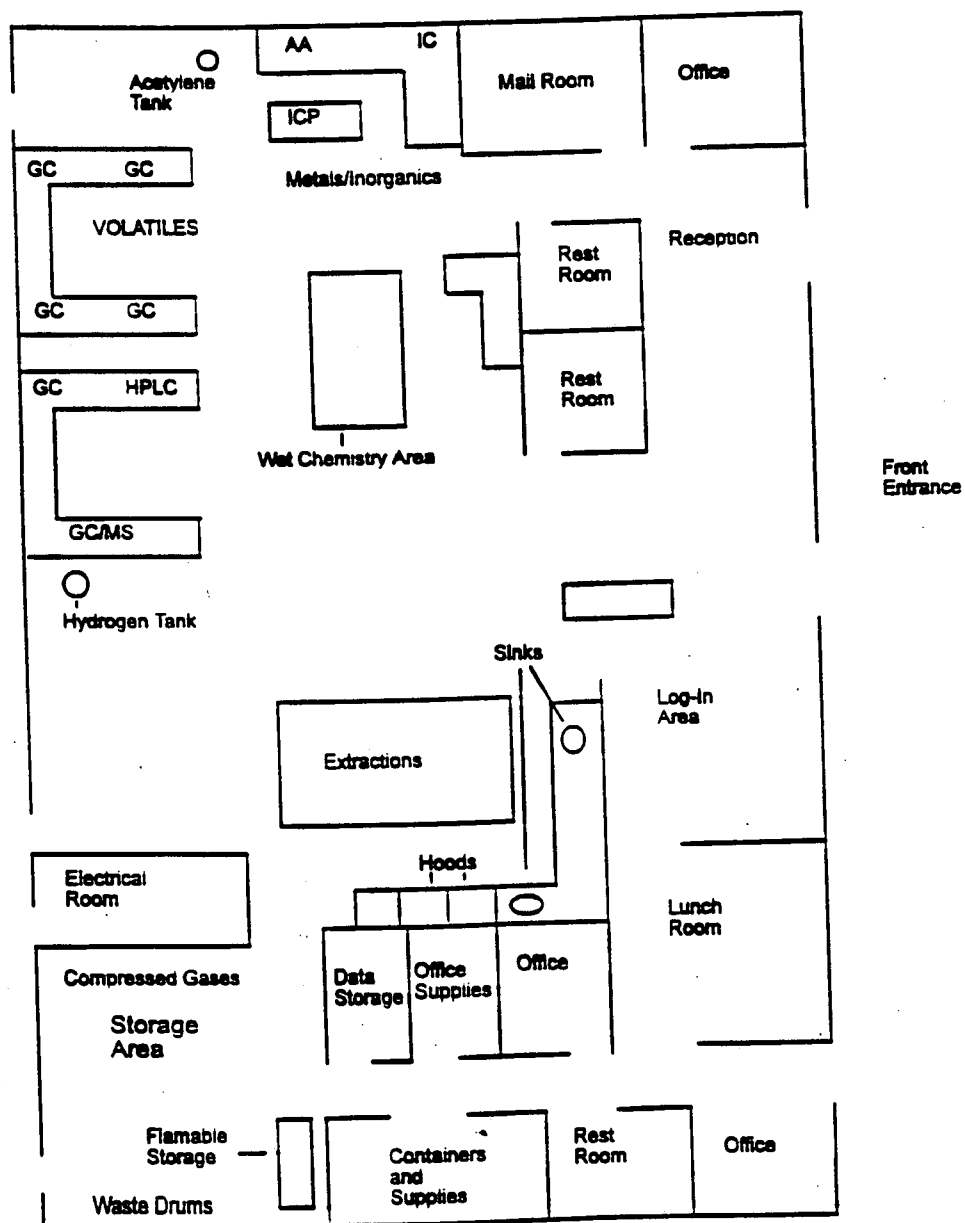 AA
IC
Acetylene
Tank
Mail Room
Office
ICP
GC
GC
Metals/Inorganics
VOLATILES
Reception
Rest
Room
GC
GC
GC
HPLC
Rest
Room
Wet Chemistry Area
Front
Entrance
GC/MS
Hydrogen Tank
Sinks
Log-In
Area
Extractions
Hoods
Electrical
Room
Lunch
Room
Compressed Gases
Data
Storage
Office
Supplies
Office
Storage
Area
Flamable
Storage
Containers
and
Supplies
Rest
Room
Office
Waste Drums